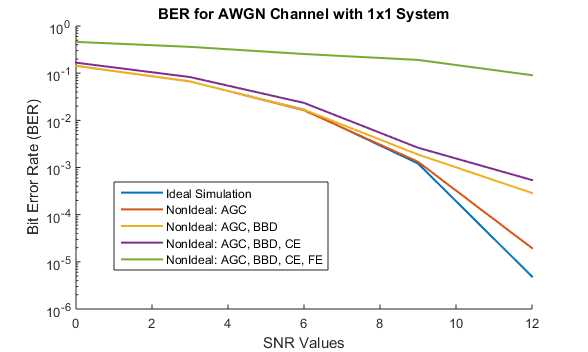 BER for AWGN Channel with 1x1 System
Bit Error Rate (BER)
10^0
10^-1
10^-2
10^-3
10^-4
10^-5
10^-6
Ideal Simulation
NonIdeal: AGC
NonIdeal: AGC, BBD
NonIdeal: AGC, BBD, CE
NonIdeal: AGC, BBD, CE, FE
0 2 4 6 8 10 12
SNR Values